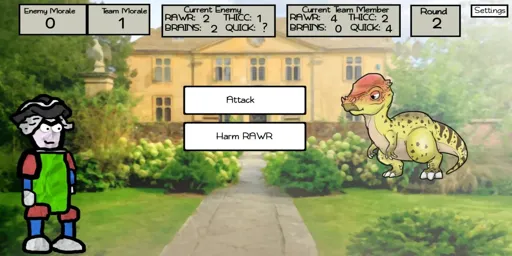 Enemy Morale
0
Team Morale
1
Current Enemy
RAWR: 2 THICC: 1
BRAINS: 2 QUICK: ?
Current Team Member
RAWR: 4 THICC: 2
BRAINS: 0 QUICK: 4
Round
2
Settings
Attack
Harm RAWR